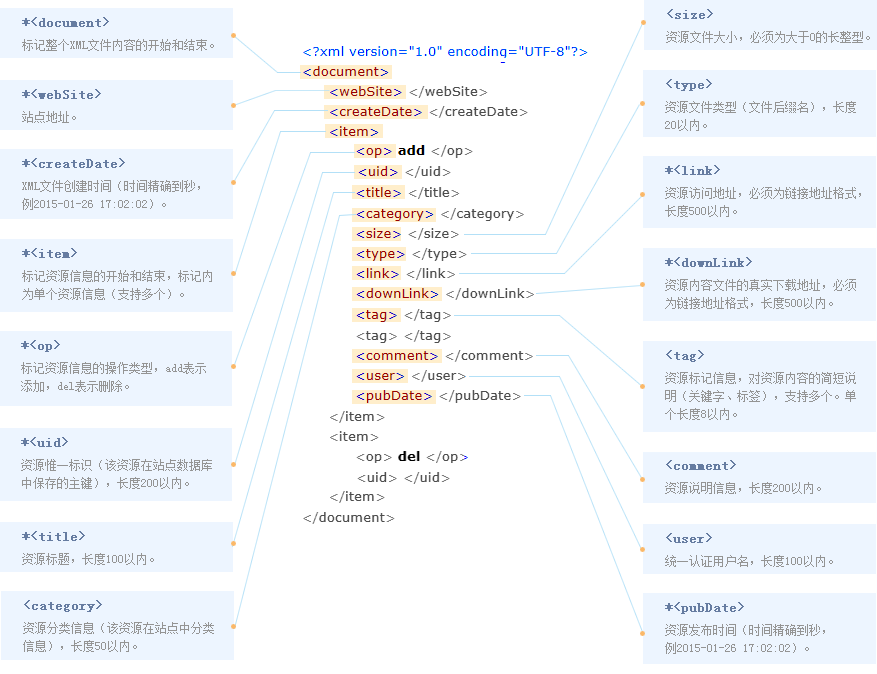 *<document>
标记整个XML文件内容的开始和结束。
*<webSite>
站点地址。
*<createDate>
XML文件创建时间（时间精确到秒，
例2015-01-26 17:02:02）。
*<item>
标记资源信息的开始和结束，标记内
为单个资源信息（支持多个）。
*<op>
标记资源信息的操作类型，add表示
添加，del表示删除。
*<uid>
资源惟一标识（该资源在站点数据库
中保存的主键），长度200以内。
*<title>
资源标题，长度100以内。
<category>
资源分类信息（该资源在站点中分类
信息），长度50以内。
<?xml version="1.0" encoding="UTF-8"?>
<document>
<webSite> </webSite>
<createDate> </createDate>
<item>
<op> add </op>
<uid> </uid>
<title> </title>
<category> </category>
<size> </size>
<type> </type>
<link> </link>
<downLink> </downLink>
<tag> </tag>
<tag> </tag>
<comment> </comment>
<user> </user>
<pubDate> </pubDate>
</item>
<item>
<op> del </op>
<uid> </uid>
</item>
</document>
<size>
资源文件大小，必须为大于0的长整型。
<type>
资源文件类型（文件后缀名），长度
20以内。
*<link>
资源访问地址，必须为链接地址格式，
长度500以内。
*<downLink>
资源内容文件的真实下载地址，必须
为链接地址格式，长度500以内。
<tag>
资源标记信息，对资源内容的简短说
明（关键字、标签），支持多个。单
个长度8以内。
<comment>
资源说明信息，长度200以内。
<user>
统一认证用户名，长度100以内。
*<pubDate>
资源发布时间（时间精确到秒，
例2015-01-26 17:02:02）。